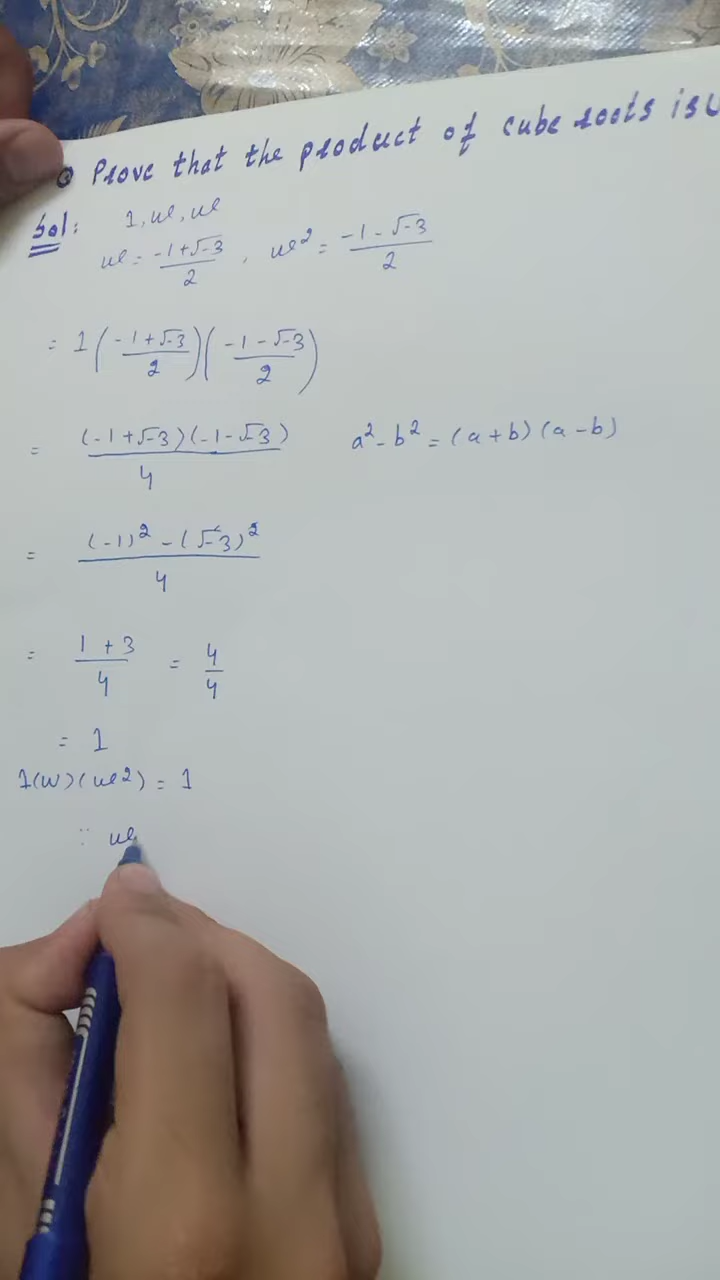 Prove that the product of cube roots is u
Sol: 1, ω, ω
ω = (-1+√-3)/2 , ω² = (-1-√-3)/2
= 1 ((-1+√-3)/2) ((-1-√-3)/2)
= (-1+√-3)(-1-√-3)/4 a² - b² = (a+b)(a-b)
= ((-1)² - (√-3)²)/4
= (1+3)/4 = 4/4
= 1
1(ω)(ω²) = 1
∵ ω